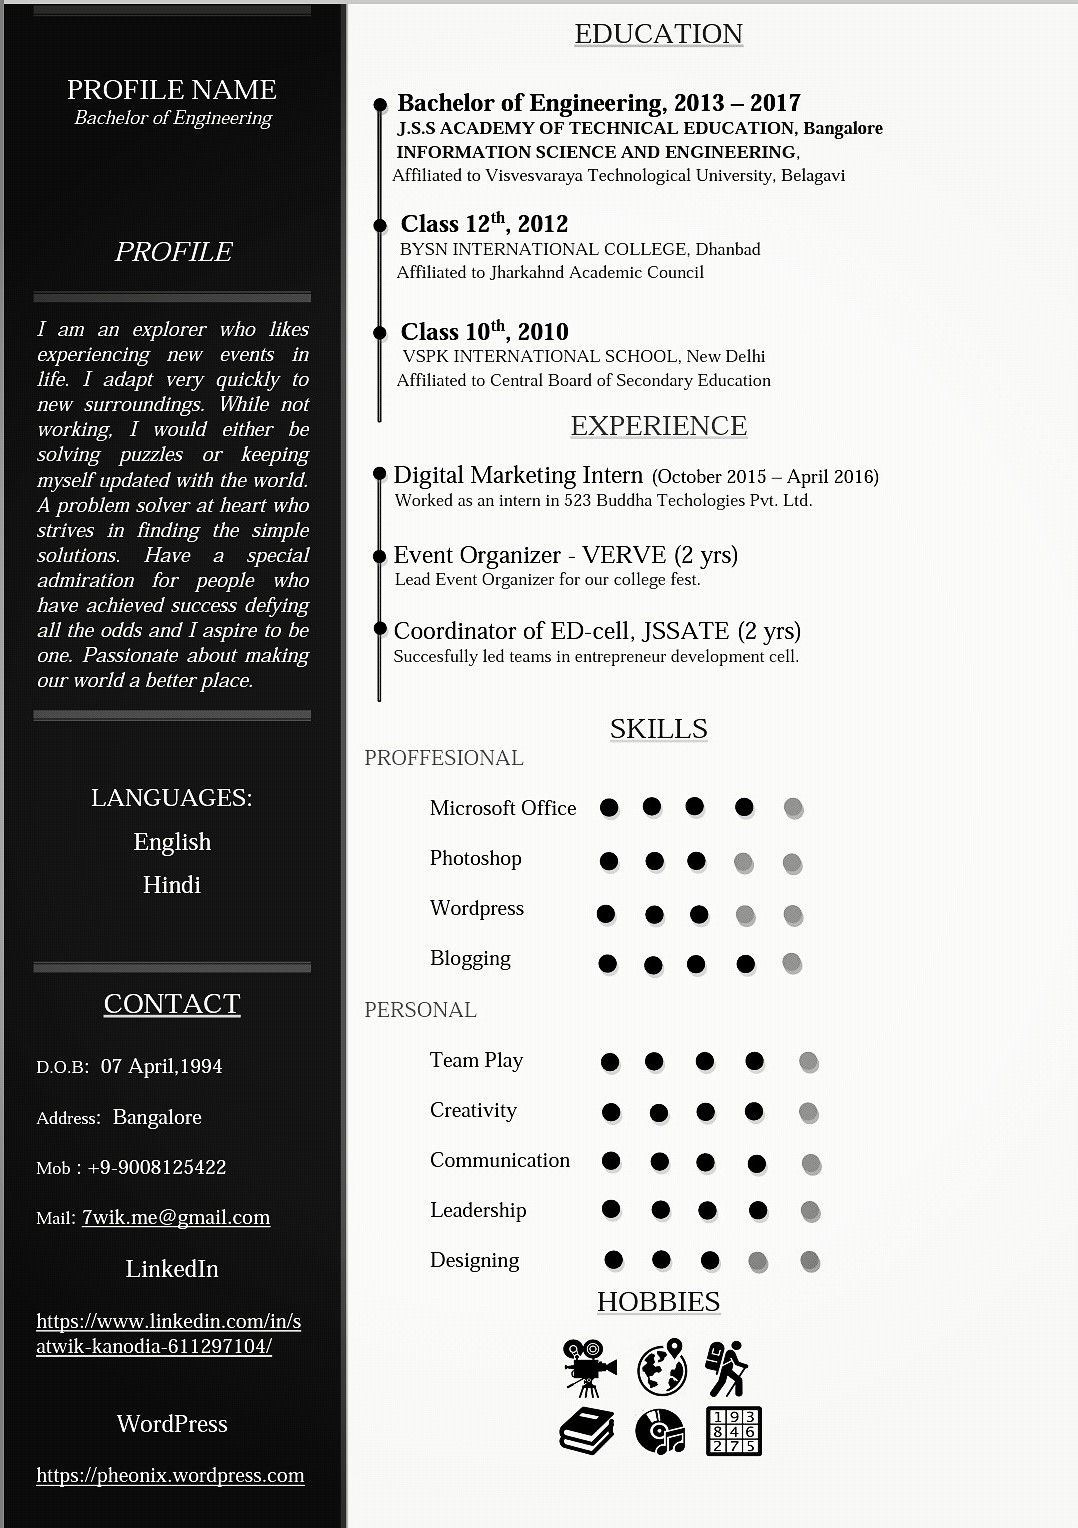 PROFILE NAME
Bachelor of Engineering
PROFILE
I am an explorer who likes
experiencing new events in
life. I adapt very quickly to
new surroundings. While not
working, I would either be
solving puzzles or keeping
myself updated with the world.
A problem solver at heart who
strives in finding the simple
solutions. Have a special
admiration for people who
have achieved success defying
all the odds and I aspire to be
one. Passionate about making
our world a better place.
LANGUAGES:
English
Hindi
CONTACT
D.O.B: 07 April,1994
Address: Bangalore
Mob : +9-9008125422
Mail: 7wik.me@gmail.com
LinkedIn
https://www.linkedin.com/in/s
atwik-kanodia-611297104/
WordPress
https://pheonix.wordpress.com
EDUCATION
Bachelor of Engineering, 2013 – 2017
J.S.S ACADEMY OF TECHNICAL EDUCATION, Bangalore
INFORMATION SCIENCE AND ENGINEERING,
Affiliated to Visvesvaraya Technological University, Belagavi
Class 12th, 2012
BYSN INTERNATIONAL COLLEGE, Dhanbad
Affiliated to Jharkahnd Academic Council
Class 10th, 2010
VSPK INTERNATIONAL SCHOOL, New Delhi
Affiliated to Central Board of Secondary Education
EXPERIENCE
Digital Marketing Intern (October 2015 – April 2016)
Worked as an intern in 523 Buddha Techologies Pvt. Ltd.
Event Organizer - VERVE (2 yrs)
Lead Event Organizer for our college fest.
Coordinator of ED-cell, JSSATE (2 yrs)
Succesfully led teams in entrepreneur development cell.
SKILLS
PROFFESIONAL
Microsoft Office
Photoshop
Wordpress
Blogging
PERSONAL
Team Play
Creativity
Communication
Leadership
Designing
HOBBIES
1 9 3
8 4 6
2 7 5